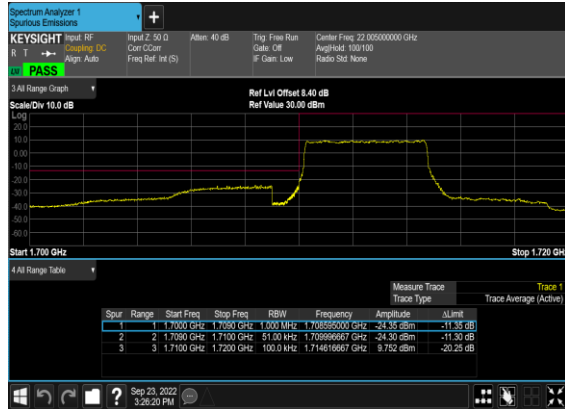 Spectrum Analyzer 1
Spurious Emissions
+
KEYSIGHT Input: RF Input Z: 50 Ω Atten: 40 dB Trig: Free Run Center Freq: 22.005000000 GHz
R T Coupling: DC Corr CCorr Gate: Off Avg|Hold: 100/100
Align: Auto Freq Ref: Int (S) IF Gain: Low Radio Std: None
PASS
3 All Range Graph
Ref Lvl Offset 8.40 dB
Scale/Div 10.0 dB Ref Value 30.00 dBm
Log
20.0
10.0
0.00
-10.0
-20.0
-30.0
-40.0
-50.0
-60.0
Start 1.700 GHz Stop 1.720 GH
4 All Range Table
Measure Trace Trace 1
Trace Type Trace Average (Active)
Spur Range Start Freq Stop Freq RBW Frequency Amplitude ΔLimit
1 1 1.7000 GHz 1.7090 GHz 1.000 MHz 1.708595000 GHz -24.35 dBm -11.35 dB
2 2 1.7090 GHz 1.7100 GHz 51.00 kHz 1.709996667 GHz -24.30 dBm -11.30 dB
3 3 1.7100 GHz 1.7200 GHz 100.0 kHz 1.714616667 GHz 9.752 dBm -20.25 dB
? Sep 23, 2022
3:26:20 PM